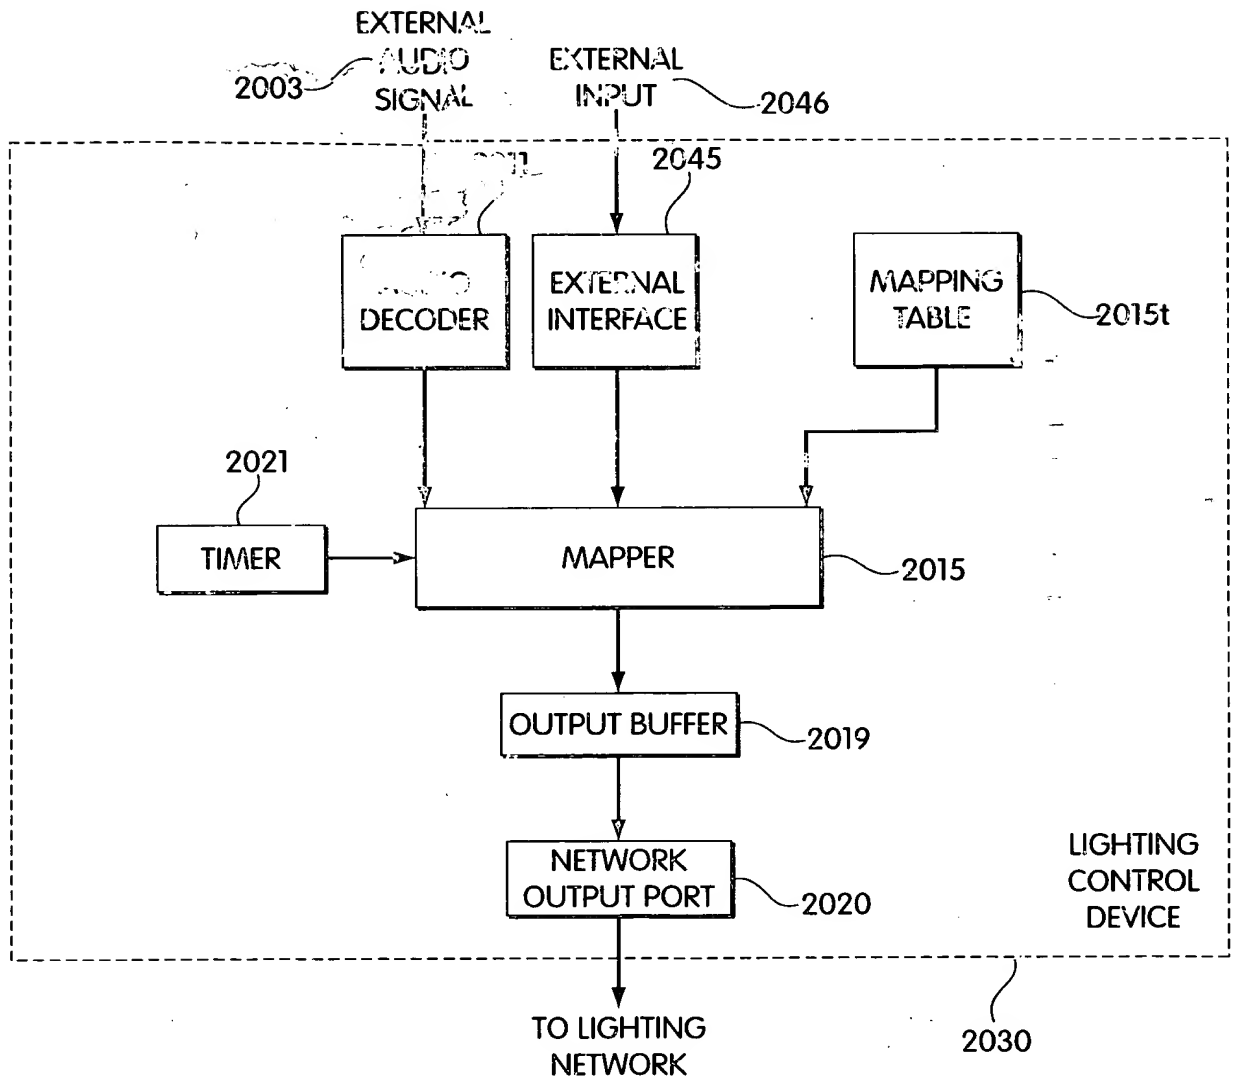 EXTERNAL
AUDIO
SIGNAL
2003
EXTERNAL
INPUT
2046
2045
DECODER
EXTERNAL
INTERFACE
MAPPING
TABLE
2015t
2021
TIMER
MAPPER
2015
OUTPUT BUFFER
2019
NETWORK
OUTPUT PORT
2020
LIGHTING
CONTROL
DEVICE
TO LIGHTING
NETWORK
2030